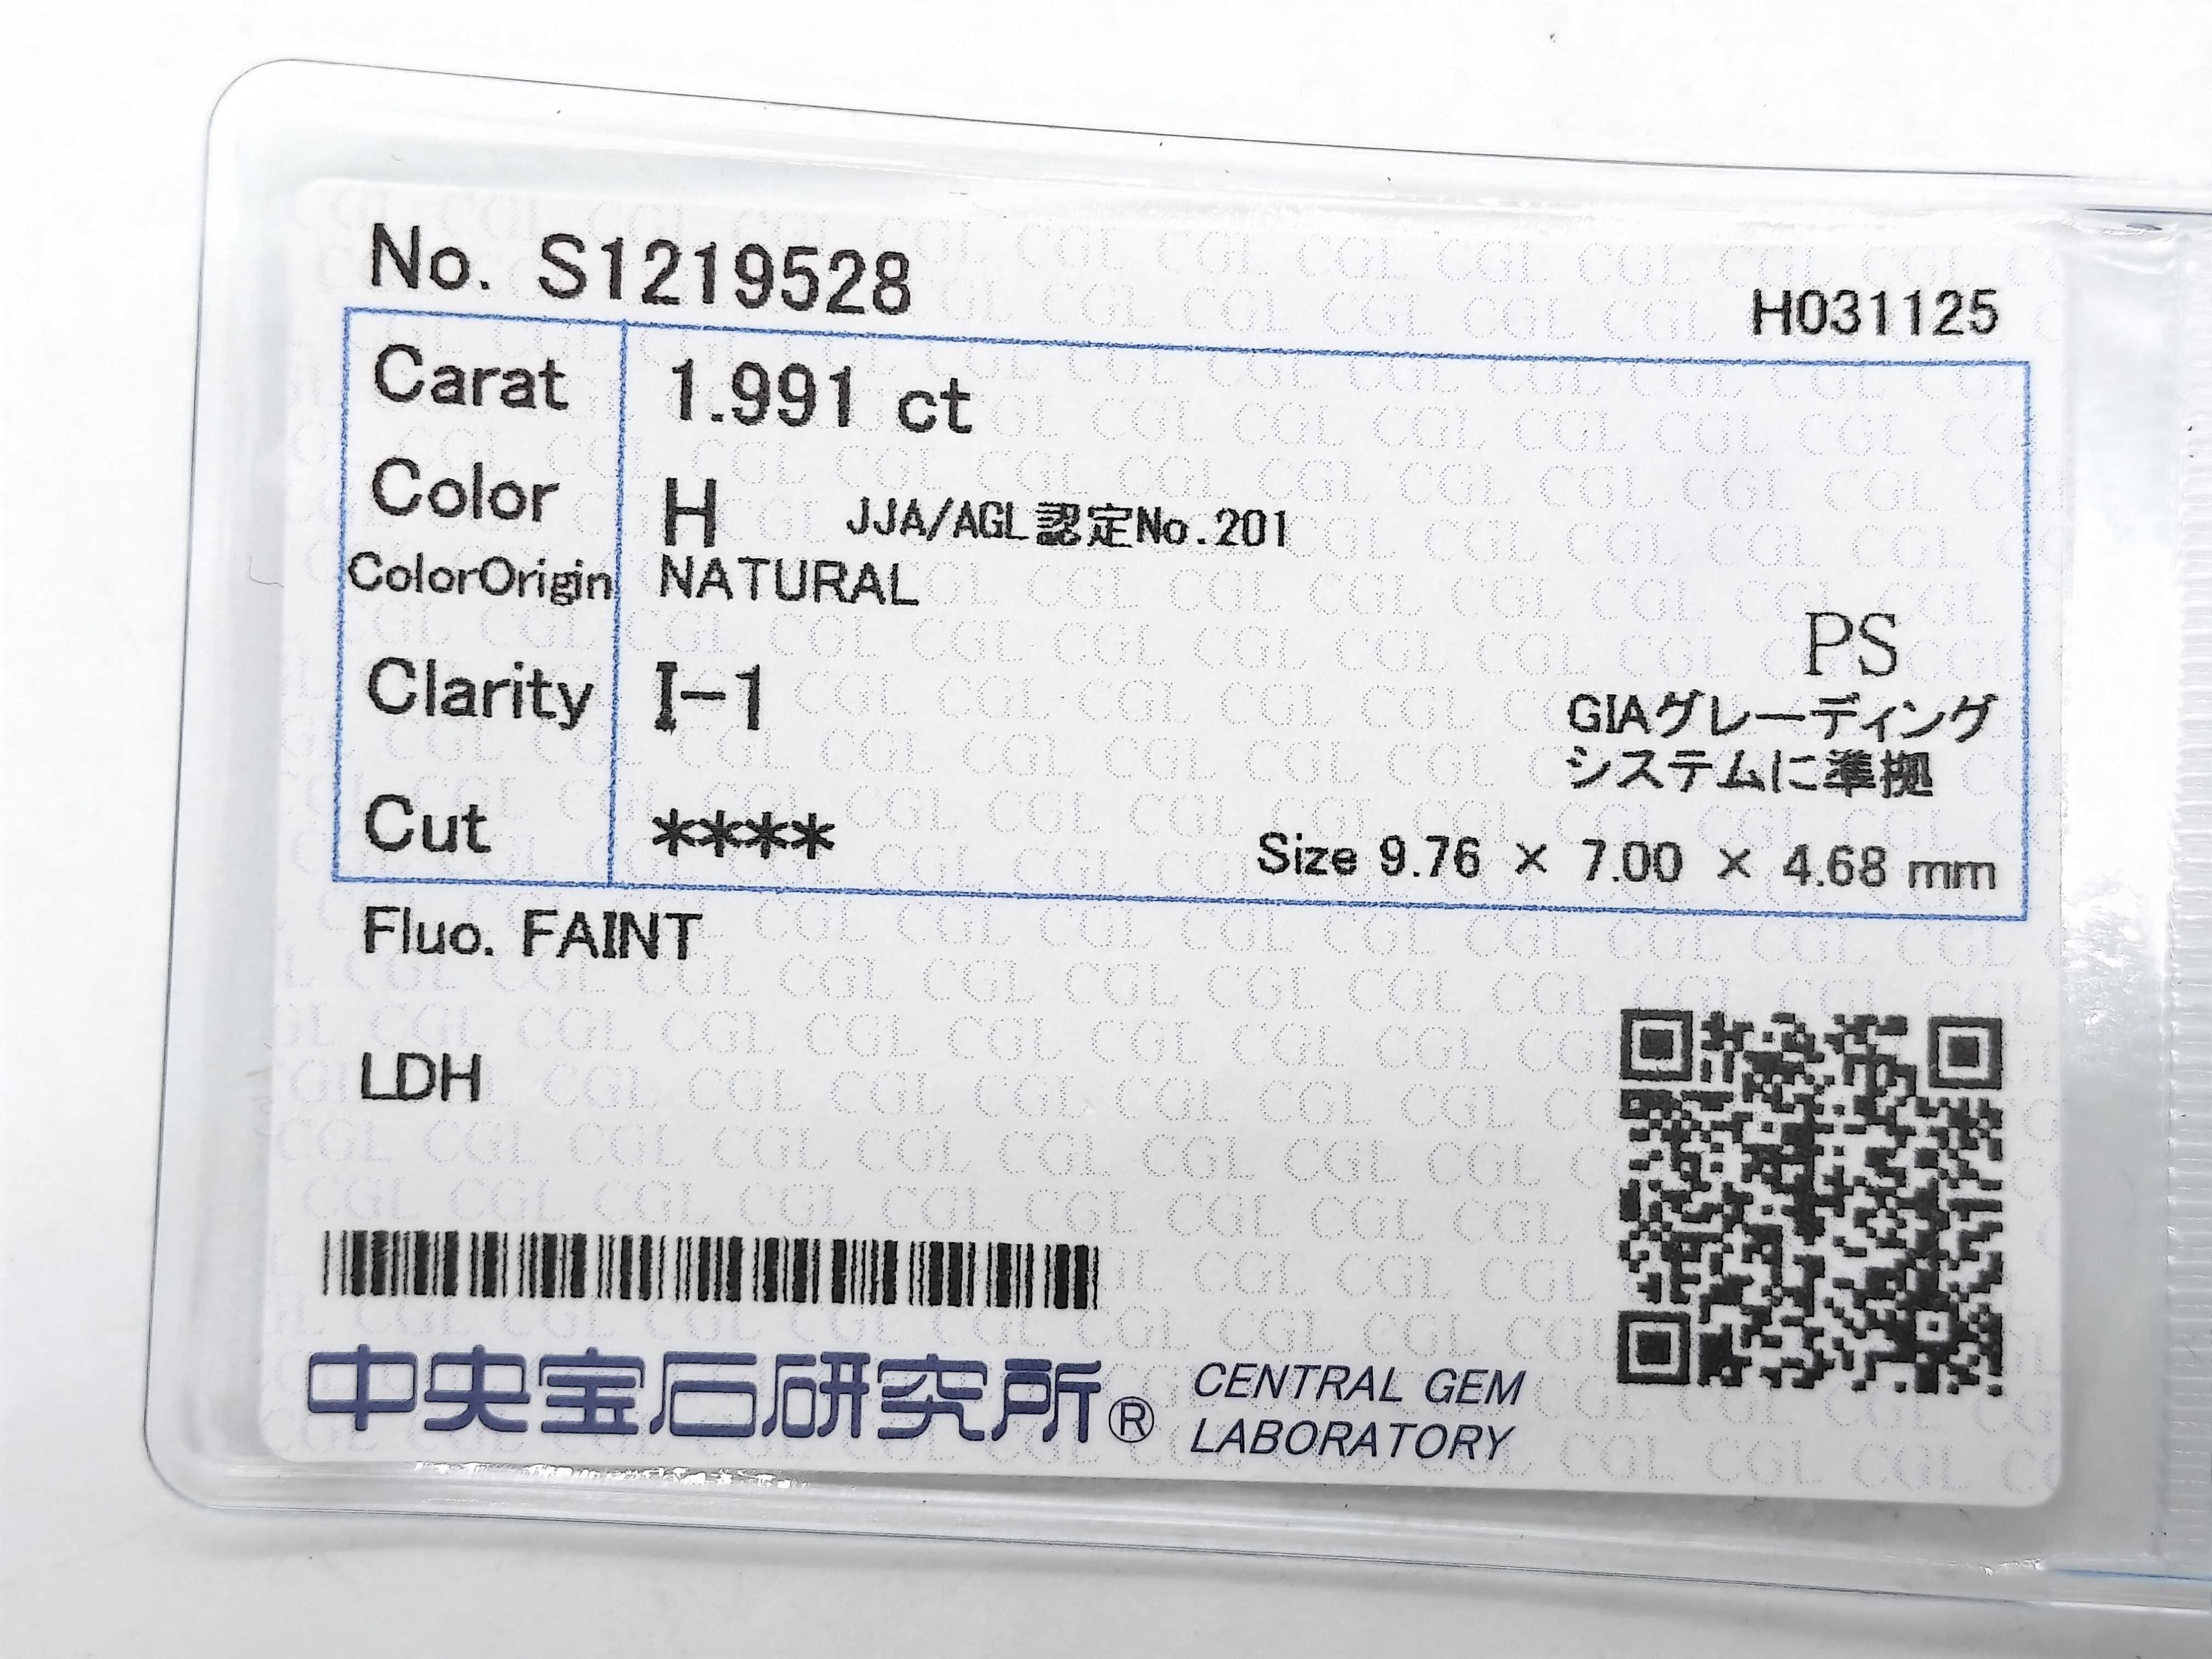 No. S1219528
H031125
Carat 1.991 ct
Color H JJA/AGL認定No.201
ColorOrigin NATURAL
PS
Clarity I-1
GIAグレーディング
システムに準拠
Cut ****
Size 9.76 × 7.00 × 4.68 mm
Fluo. FAINT
LDH
中央宝石研究所® CENTRAL GEM
LABORATORY